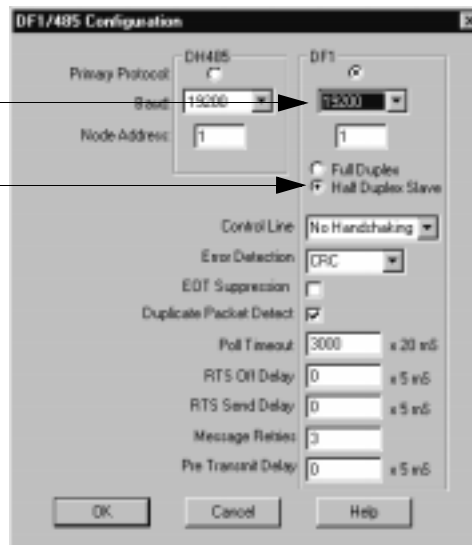 DF1/485 Configuration
DH485
DF1
Primary Protocol:
Baud: 19200 19200
Node Address: 1 1
Full Duplex
Half Duplex Slave
Control Line No Handshaking
Error Detection CRC
EOT Suppression
Duplicate Packet Detect
Poll Timeout 3000 x 20 mS
RTS Off Delay 0 x 5 mS
RTS Send Delay 0 x 5 mS
Message Retries 3
Pre Transmit Delay 0 x 5 mS
OK Cancel Help